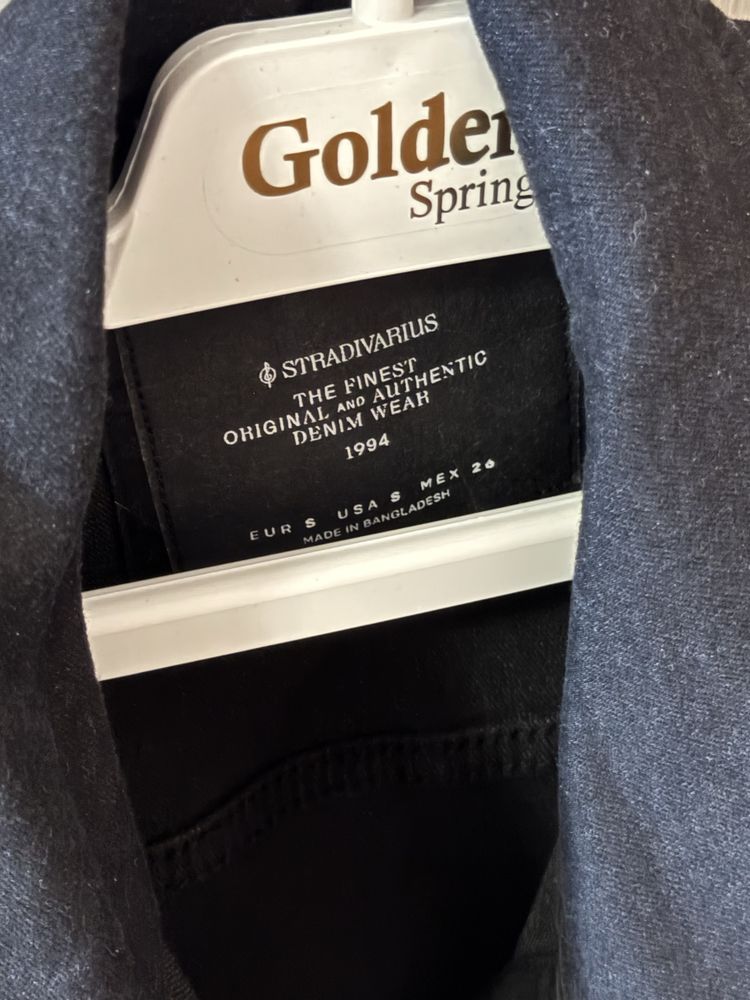 Golden
Spring
STRADIVARIUS
THE FINEST
ORIGINAL AND AUTHENTIC
DENIM WEAR
1994
EUR S USA S MEX 26
MADE IN BANGLADESH